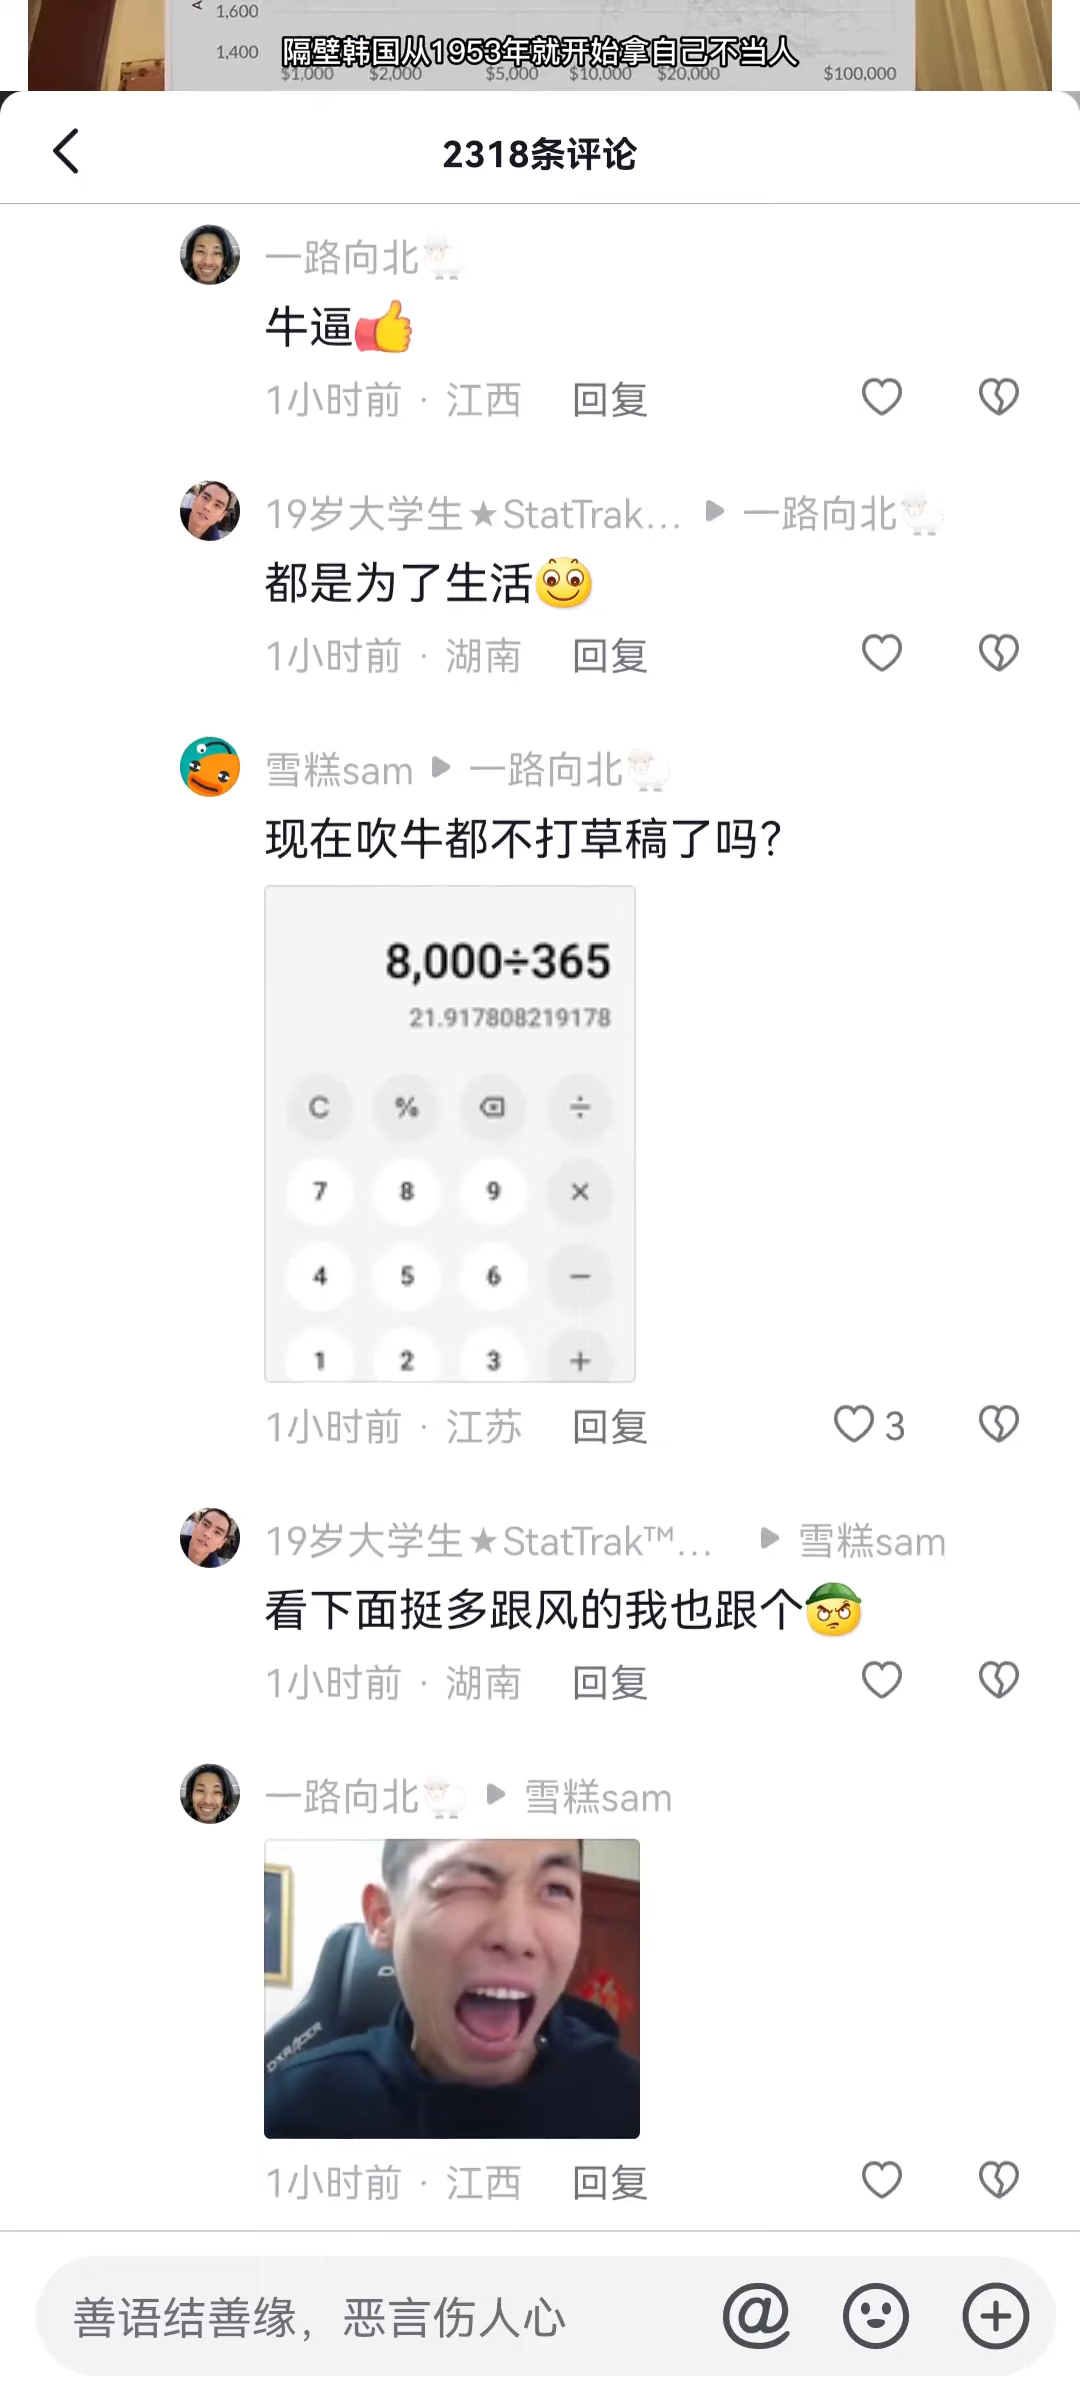 A
1,600
1,400
隔壁韩国从1953年就开始拿自己不当人
$1,000 $2,000 $5,000 $10,000 $20,000 $100,000
2318条评论
一路向北
牛逼
1小时前 · 江西 回复
19岁大学生★StatTrak... 一路向北
都是为了生活
1小时前 · 湖南 回复
雪糕sam 一路向北
现在吹牛都不打草稿了吗?
8,000÷365
21.917808219178
C % ÷
7 8 9 ×
4 5 6 −
1 2 3 +
1小时前 · 江苏 回复 3
19岁大学生★StatTrak™... 雪糕sam
看下面挺多跟风的我也跟个
1小时前 · 湖南 回复
一路向北 雪糕sam
DXRACER
1小时前 · 江西 回复
善语结善缘，恶言伤人心 @